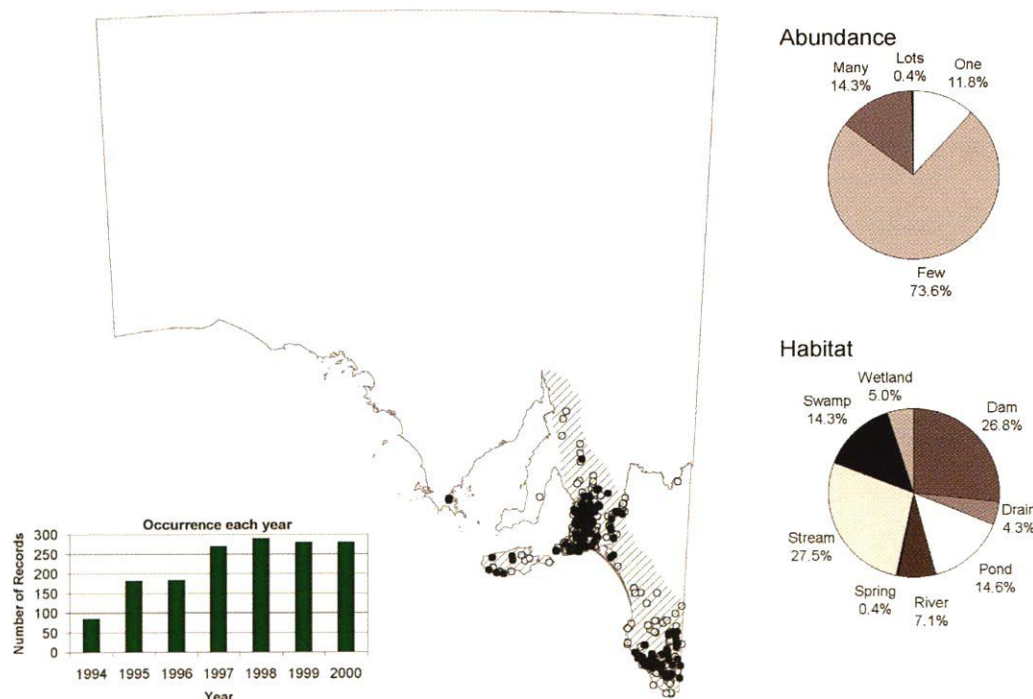 Abundance
Lots
0.4%
One
11.8%
Many
14.3%
Few
73.6%
Habitat
Wetland
5.0%
Swamp
14.3%
Dam
26.8%
Drain
4.3%
Stream
27.5%
Pond
14.6%
Spring
0.4%
River
7.1%
Occurrence each year
Number of Records
300
250
200
150
100
50
0
1994 1995 1996 1997 1998 1999 2000
Year